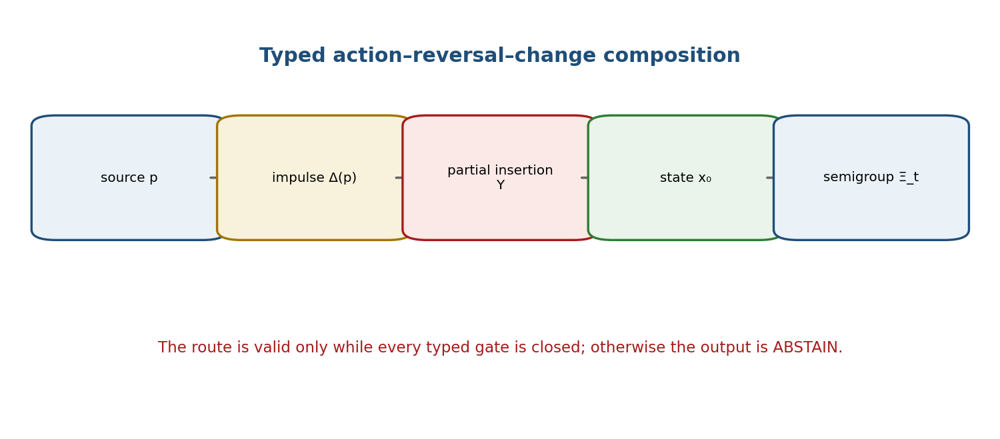 Typed action–reversal–change composition
source p
impulse Δ(p)
partial insertion
Υ
state x₀
semigroup Ξ_t
The route is valid only while every typed gate is closed; otherwise the output is ABSTAIN.